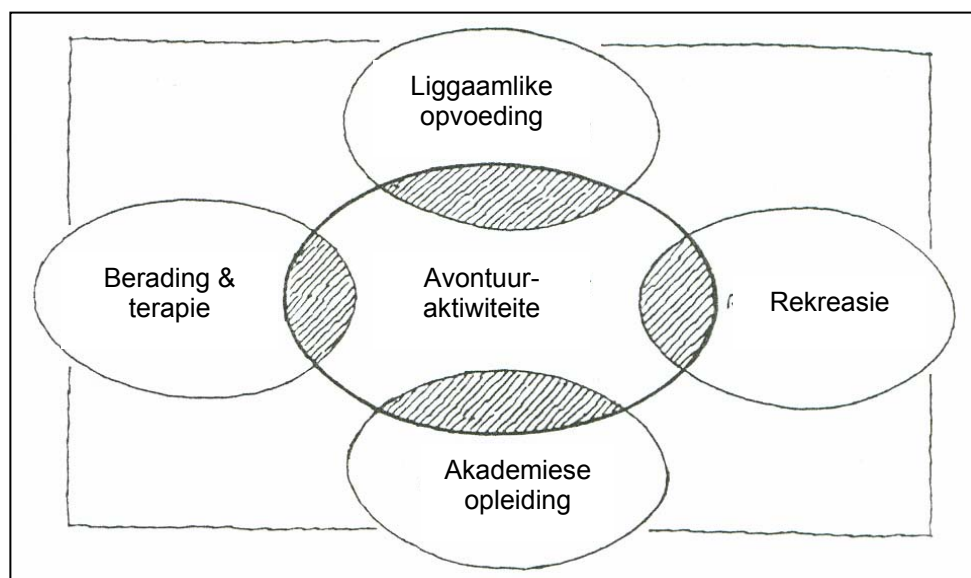 Liggaamlike
opvoeding
Berading &
terapie
Avontuur-
aktiwiteite
Rekreasie
Akademiese
opleiding